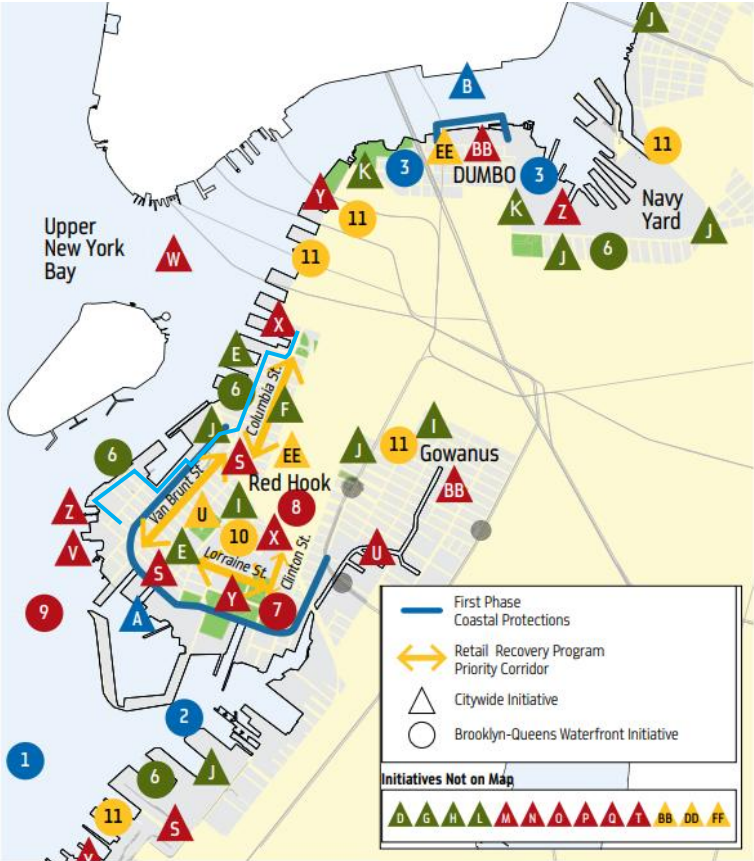 J
B
11
EE
BB
K
3
DUMBO
3
Y
K
Z
Navy
Yard
11
Upper
New York
Bay
J
J
6
W
11
X
E
6
Columbia St.
F
I
J
J
11
Gowanus
6
S
EE
Red Hook
BB
Z
Van Brunt St.
U
I
8
V
10
X
E
Lorraine St.
Clinton St.
U
S
Y
7
9
A
2
1
6
J
11
S
Y
First Phase
Coastal Protections
Retail Recovery Program
Priority Corridor
Citywide Initiative
Brooklyn-Queens Waterfront Initiative
Initiatives Not on Map
D G H L M N O P Q T BB DD FF